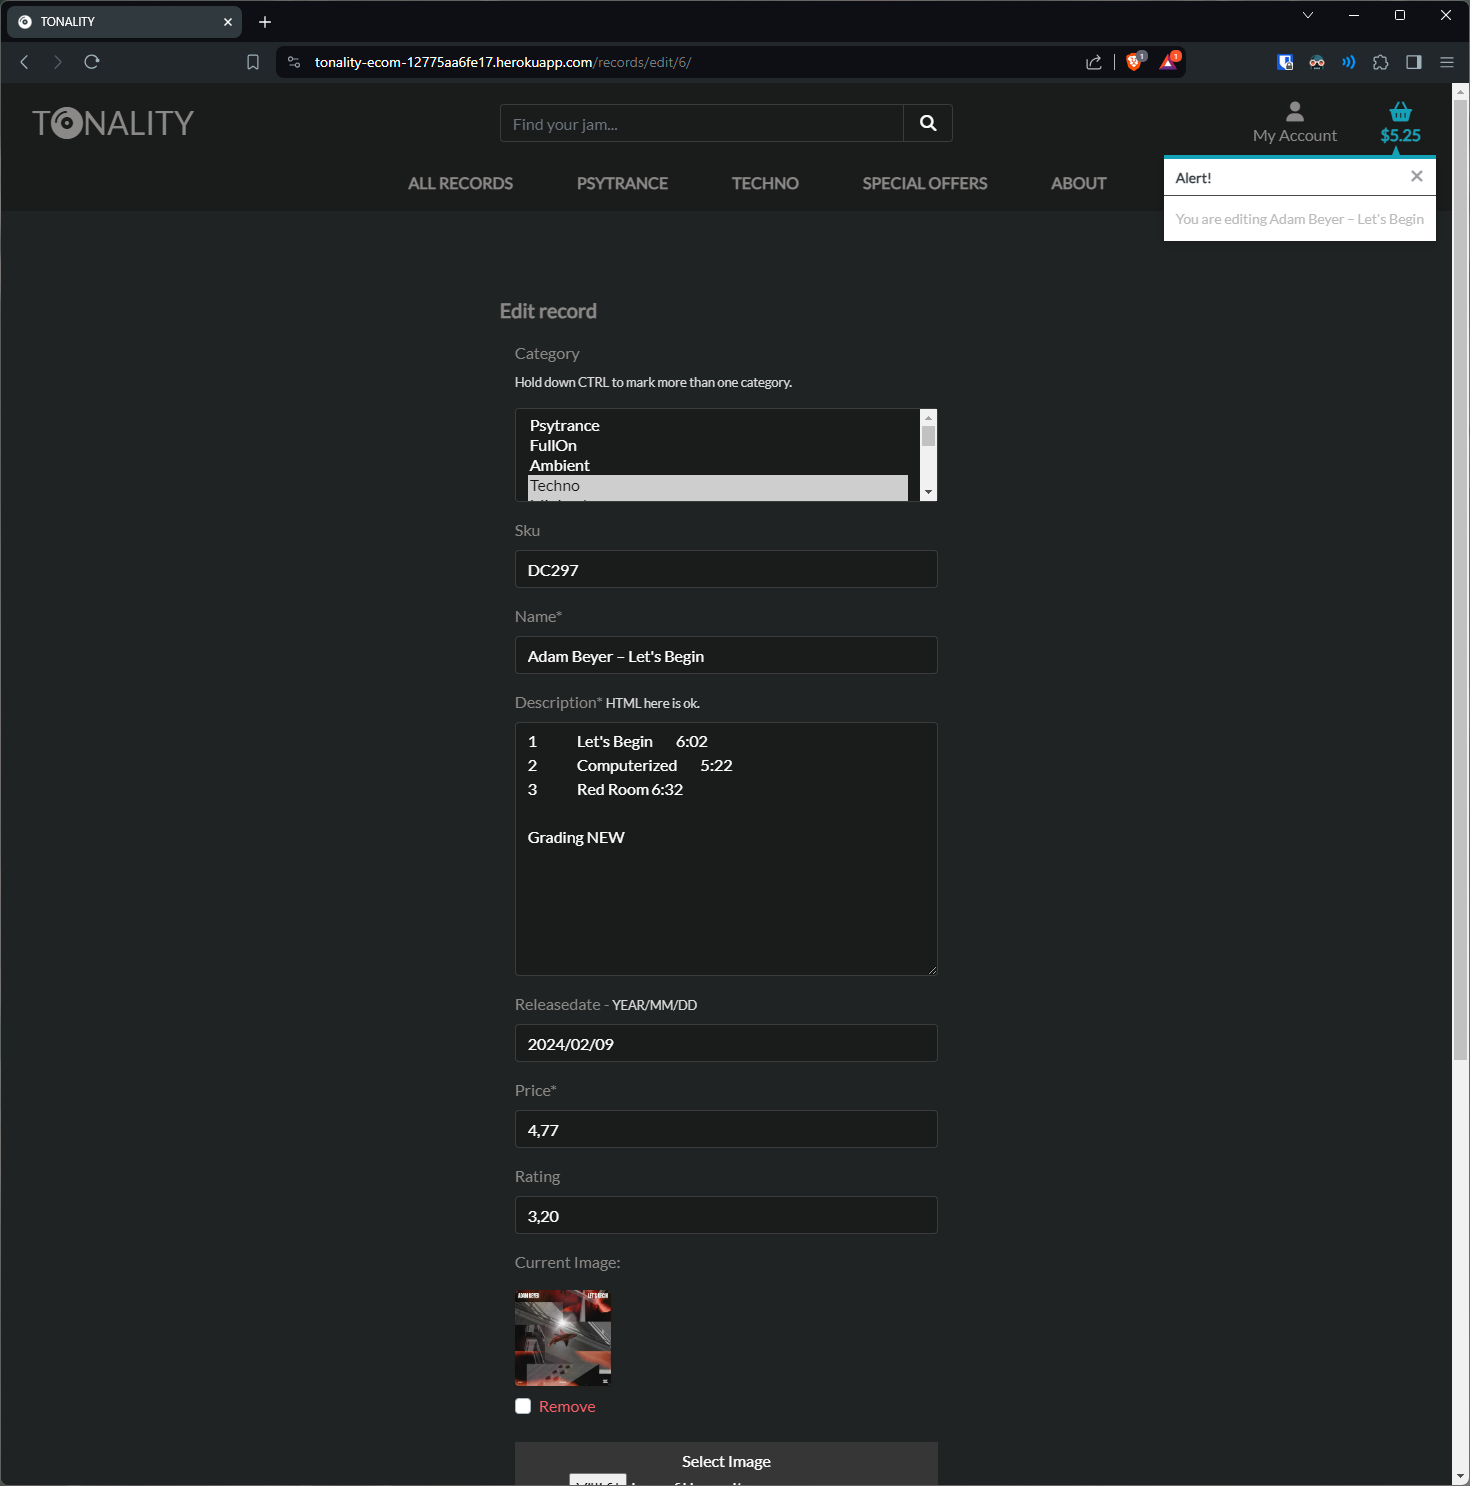 TONALITY
tonality-ecom-12775aa6fe17.herokuapp.com/records/edit/6/
1
1
TONALITY
Find your jam...
My Account
$5.25
ALL RECORDS PSYTRANCE TECHNO SPECIAL OFFERS ABOUT
Alert!
You are editing Adam Beyer – Let's Begin
Edit record
Category
Hold down CTRL to mark more than one category.
Psytrance
FullOn
Ambient
Techno
Sku
DC297
Name*
Adam Beyer – Let's Begin
Description* HTML here is ok.
1 Let's Begin 6:02
2 Computerized 5:22
3 Red Room 6:32
Grading NEW
Releasedate - YEAR/MM/DD
2024/02/09
Price*
4,77
Rating
3,20
Current Image:
ADAM BEYER LET'S BEGIN
Remove
Select Image